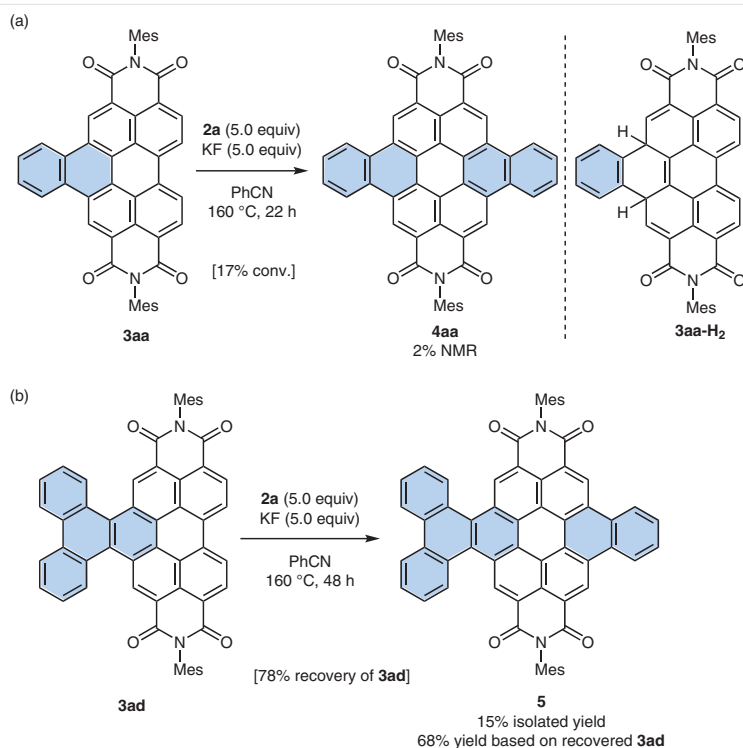 (a)
Mes
N
O
O
2a (5.0 equiv)
KF (5.0 equiv)
PhCN
160 °C, 22 h
[17% conv.]
O
N
O
Mes
3aa
Mes
N
O
O
O
N
O
Mes
4aa
2% NMR
Mes
N
O
O
H
H
O
N
O
Mes
3aa-H₂
(b)
Mes
N
O
O
O
N
O
Mes
3ad
2a (5.0 equiv)
KF (5.0 equiv)
PhCN
160 °C, 48 h
[78% recovery of 3ad]
Mes
N
O
O
O
N
O
Mes
5
15% isolated yield
68% yield based on recovered 3ad